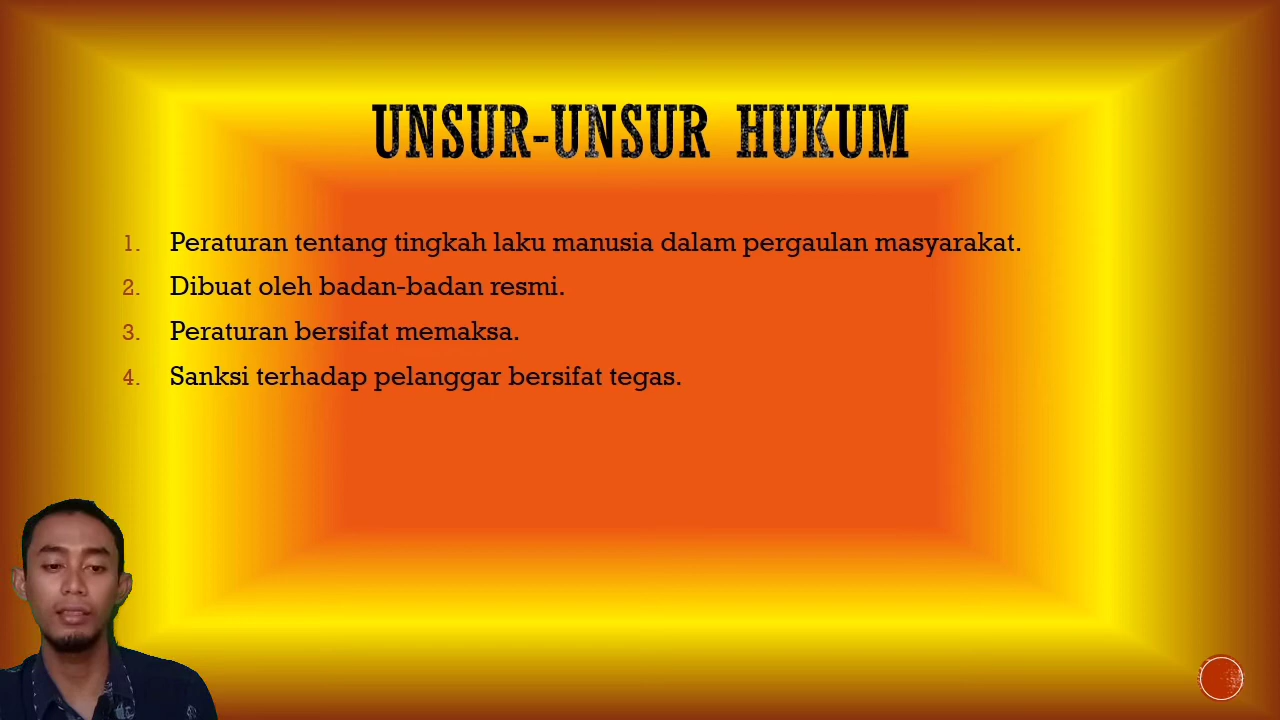 UNSUR-UNSUR HUKUM
1. Peraturan tentang tingkah laku manusia dalam pergaulan masyarakat.
2. Dibuat oleh badan-badan resmi.
3. Peraturan bersifat memaksa.
4. Sanksi terhadap pelanggar bersifat tegas.